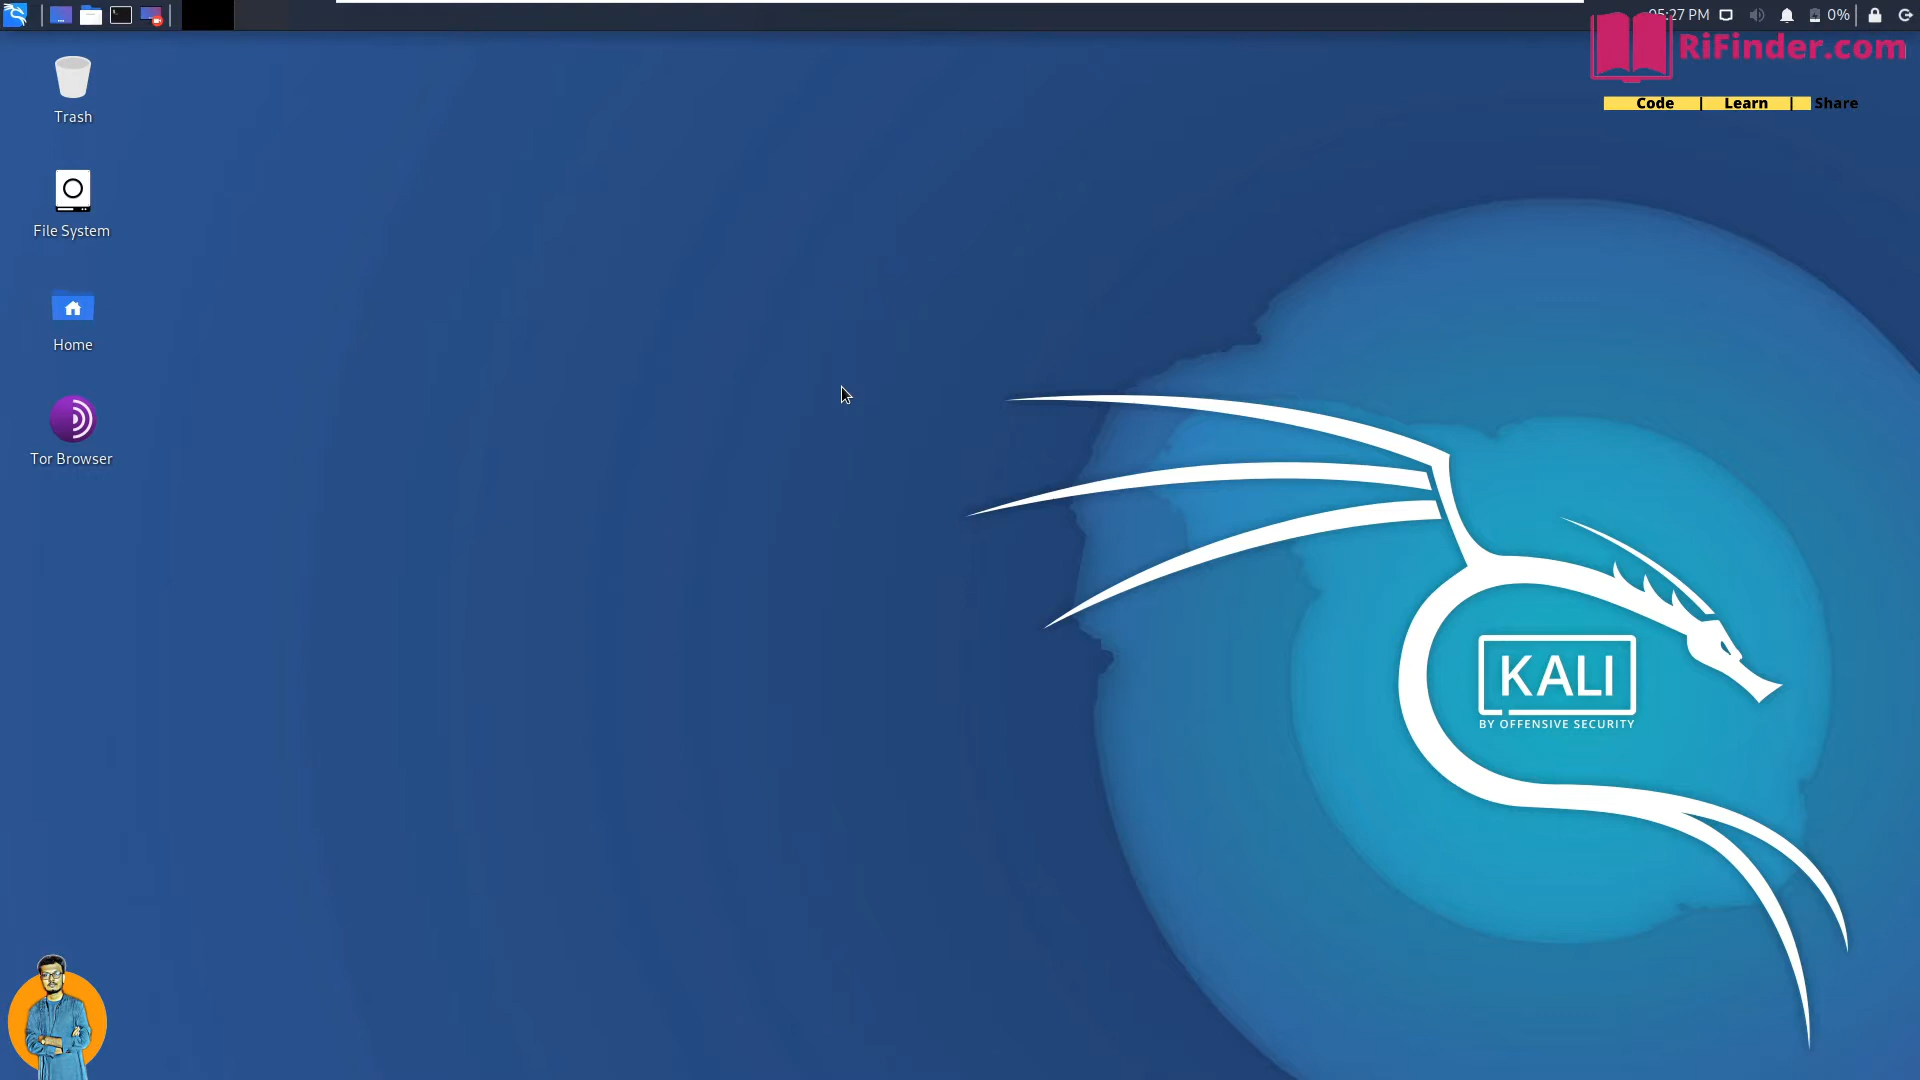 05:27 PM
0%
RiFinder.com
Code | Learn | Share
Trash
File System
Home
Tor Browser
KALI
BY OFFENSIVE SECURITY